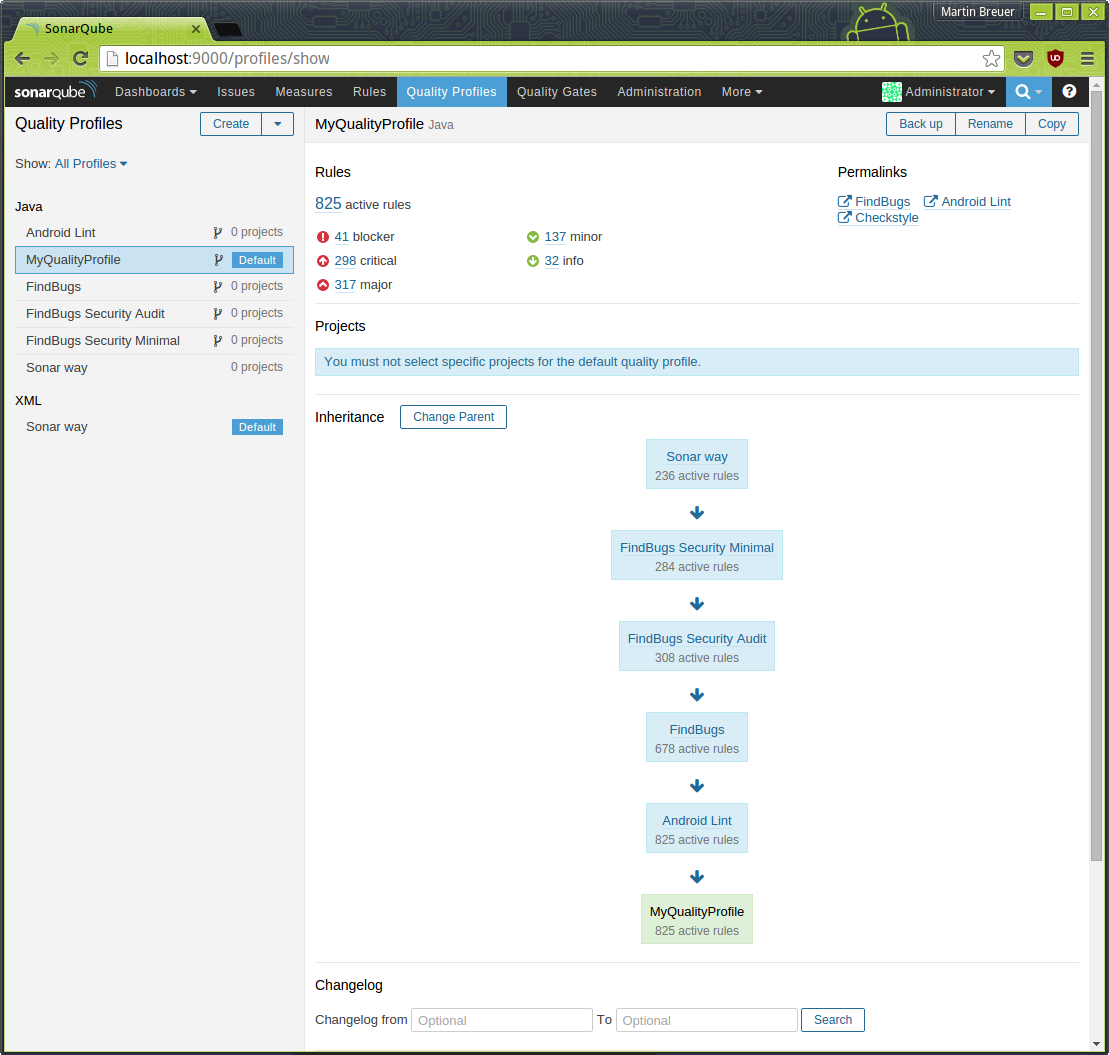 Martin Breuer
SonarQube
localhost:9000/profiles/show
sonarqube Dashboards Issues Measures Rules Quality Profiles Quality Gates Administration More Administrator ?
Quality Profiles Create
Show: All Profiles
Java
Android Lint 0 projects
MyQualityProfile Default
FindBugs 0 projects
FindBugs Security Audit 0 projects
FindBugs Security Minimal 0 projects
Sonar way 0 projects
XML
Sonar way Default
MyQualityProfile Java Back up Rename Copy
Rules
825 active rules
41 blocker
298 critical
317 major
137 minor
32 info
Permalinks
FindBugs Android Lint
Checkstyle
Projects
You must not select specific projects for the default quality profile.
Inheritance Change Parent
Sonar way
236 active rules
FindBugs Security Minimal
284 active rules
FindBugs Security Audit
308 active rules
FindBugs
678 active rules
Android Lint
825 active rules
MyQualityProfile
825 active rules
Changelog
Changelog from Optional To Optional Search